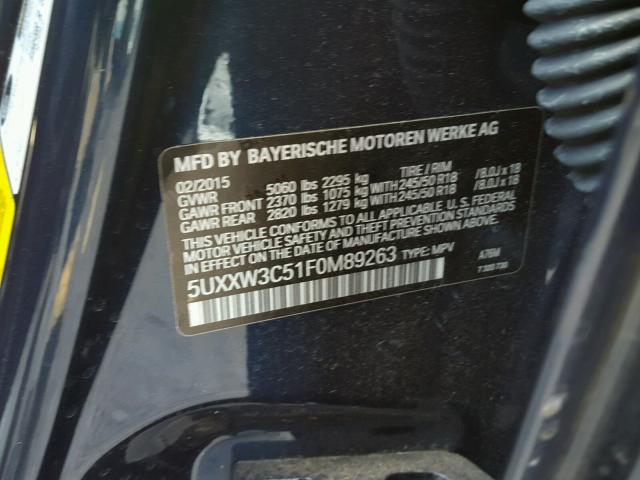 MFD BY BAYERISCHE MOTOREN WERKE AG
02/2015 TIRE / RIM
GVWR 5060 lbs 2295 kg
GAWR FRONT 2370 lbs 1075 kg WITH 245/50 R18 / 8.0J x 18
GAWR REAR 2820 lbs 1279 kg WITH 245/50 R18 / 8.0J x 18
THIS VEHICLE CONFORMS TO ALL APPLICABLE U.S. FEDERAL
MOTOR VEHICLE SAFETY AND THEFT PREVENTION STANDARDS
IN EFFECT ON THE DATE OF MANUFACTURE SHOWN ABOVE.
5UXXW3C51F0M89263 TYPE: MPV